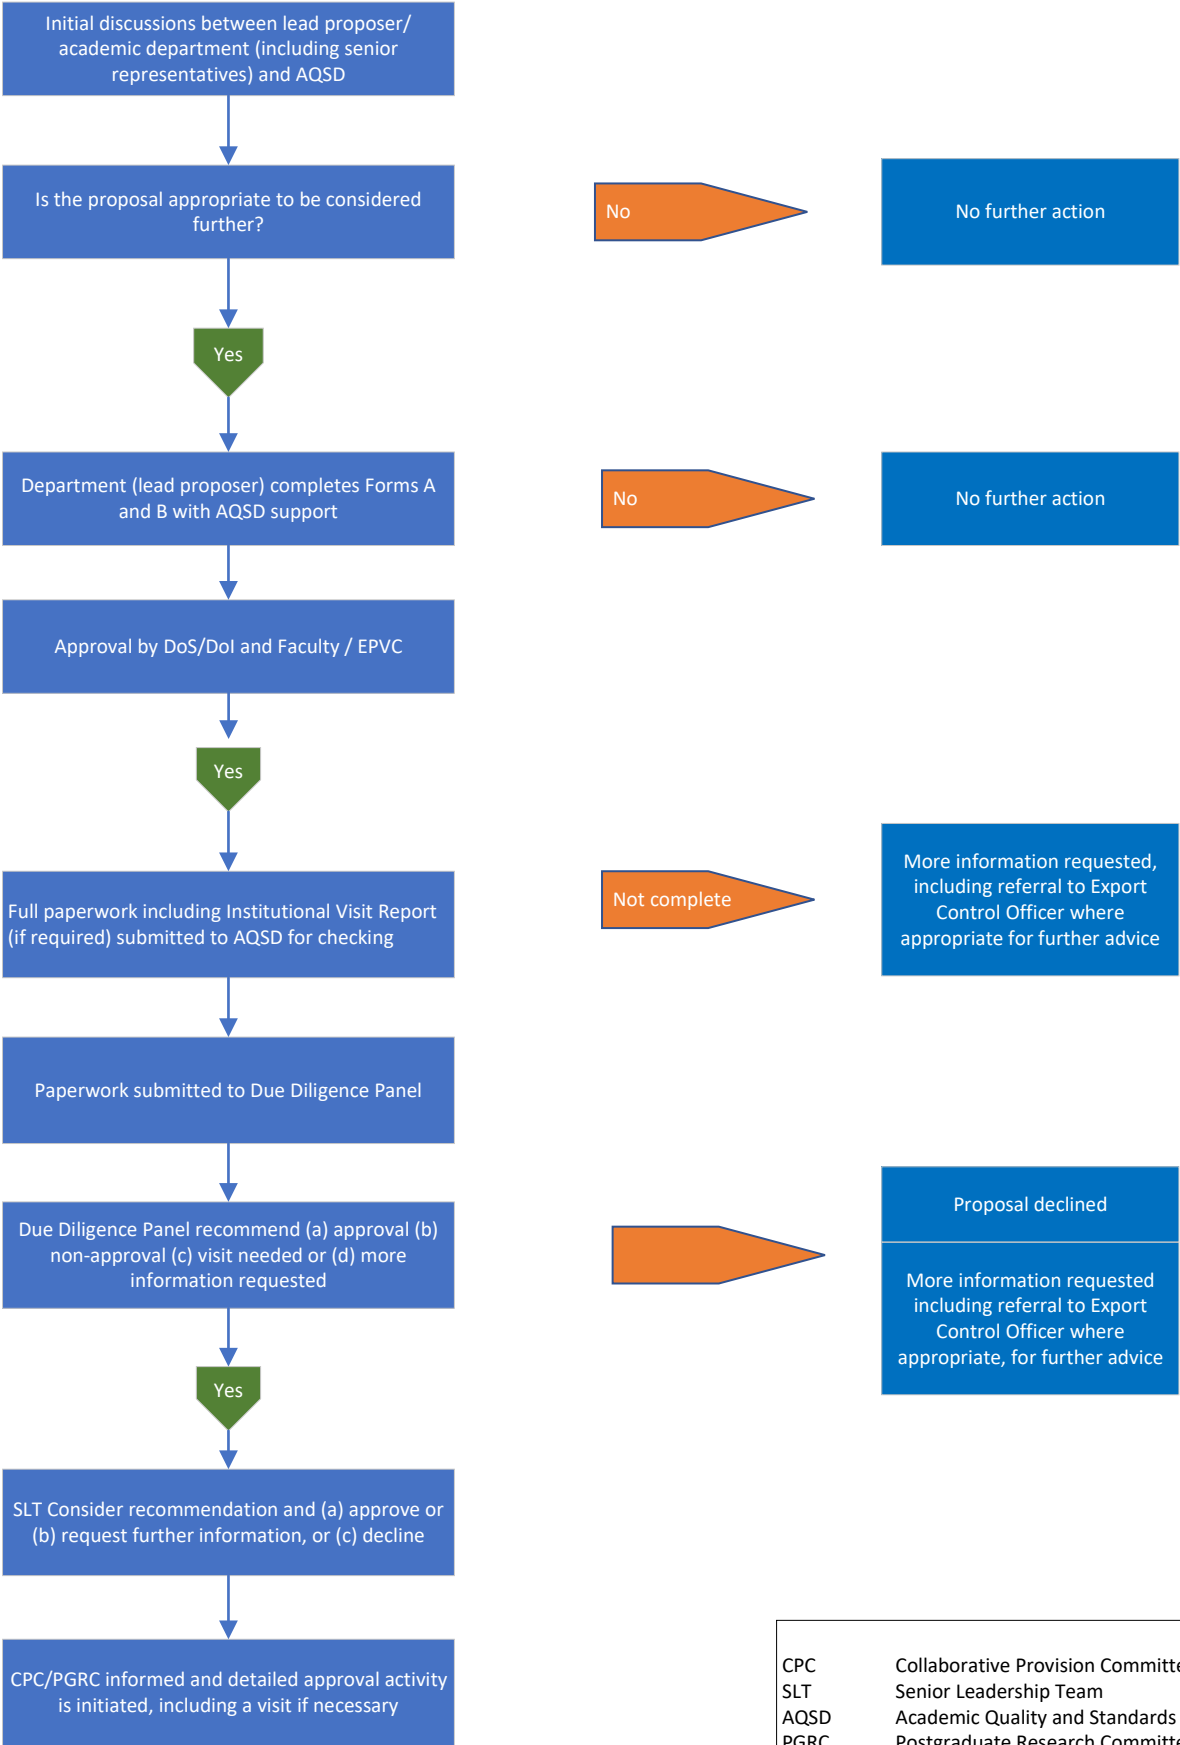 Initial discussions between lead proposer/
academic department (including senior
representatives) and AQSD
Is the proposal appropriate to be considered
further?
No
No further action
Yes
Department (lead proposer) completes Forms A
and B with AQSD support
No
No further action
Approval by DoS/DoI and Faculty / EPVC
Yes
Full paperwork including Institutional Visit Report
(if required) submitted to AQSD for checking
Not complete
More information requested,
including referral to Export
Control Officer where
appropriate for further advice
Paperwork submitted to Due Diligence Panel
Due Diligence Panel recommend (a) approval (b)
non-approval (c) visit needed or (d) more
information requested
Proposal declined
More information requested
including referral to Export
Control Officer where
appropriate, for further advice
Yes
SLT Consider recommendation and (a) approve or
(b) request further information, or (c) decline
CPC/PGRC informed and detailed approval activity
is initiated, including a visit if necessary
CPC Collaborative Provision Committe
SLT Senior Leadership Team
AQSD Academic Quality and Standards
PGRC Postgraduate Research Committe